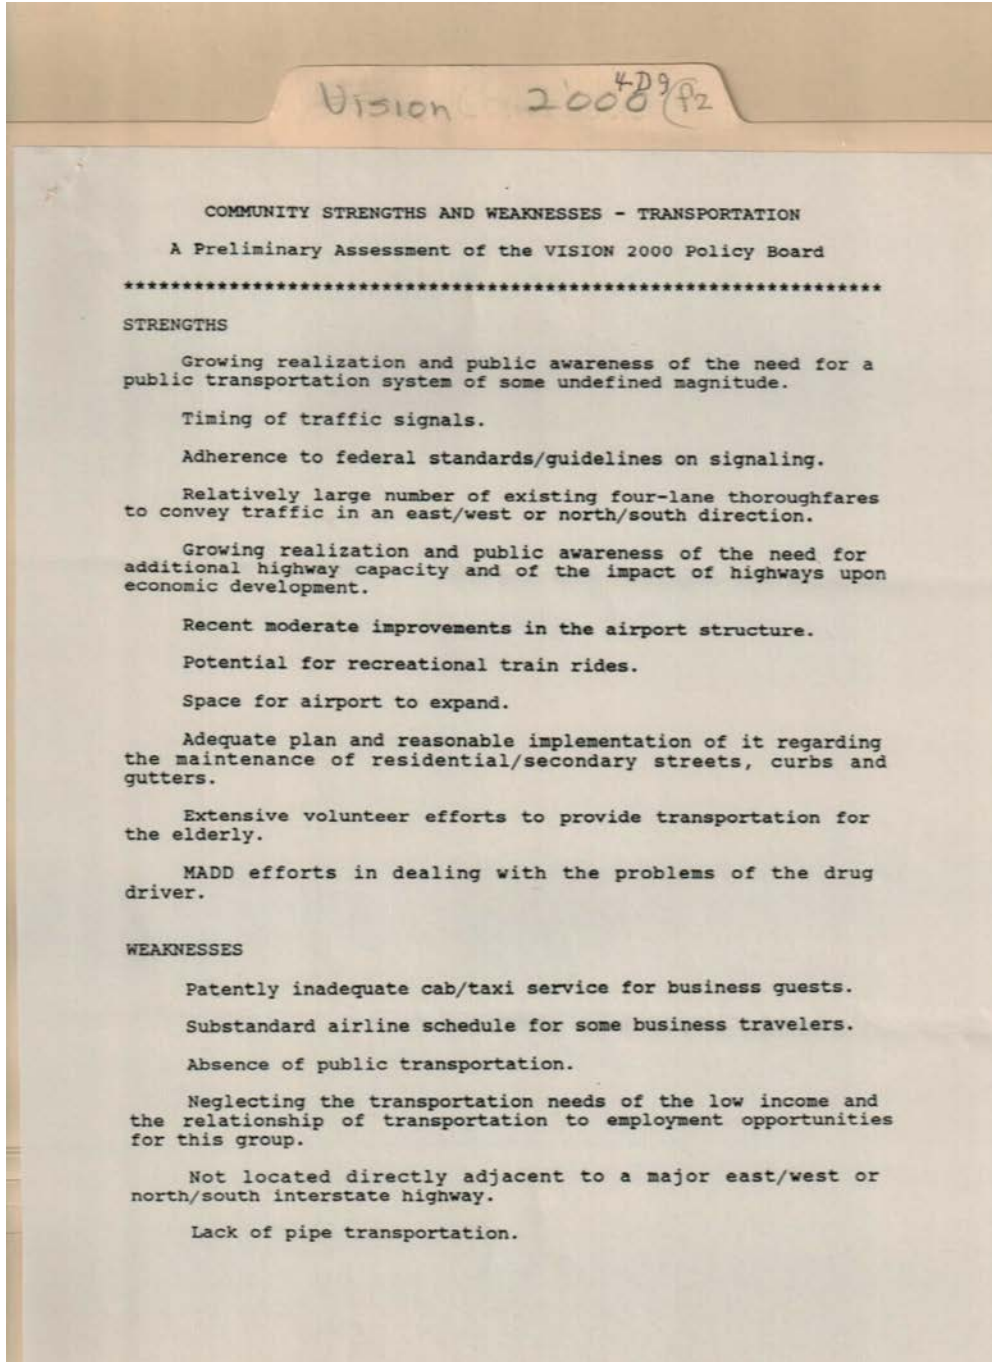 Vision 2000
4-D9
f2
COMMUNITY STRENGTHS AND WEAKNESSES - TRANSPORTATION
A Preliminary Assessment of the VISION 2000 Policy Board
*****************************************************************
STRENGTHS
Growing realization and public awareness of the need for a
public transportation system of some undefined magnitude.
Timing of traffic signals.
Adherence to federal standards/guidelines on signaling.
Relatively large number of existing four-lane thoroughfares
to convey traffic in an east/west or north/south direction.
Growing realization and public awareness of the need for
additional highway capacity and of the impact of highways upon
economic development.
Recent moderate improvements in the airport structure.
Potential for recreational train rides.
Space for airport to expand.
Adequate plan and reasonable implementation of it regarding
the maintenance of residential/secondary streets, curbs and
gutters.
Extensive volunteer efforts to provide transportation for
the elderly.
MADD efforts in dealing with the problems of the drug
driver.
WEAKNESSES
Patently inadequate cab/taxi service for business guests.
Substandard airline schedule for some business travelers.
Absence of public transportation.
Neglecting the transportation needs of the low income and
the relationship of transportation to employment opportunities
for this group.
Not located directly adjacent to a major east/west or
north/south interstate highway.
Lack of pipe transportation.